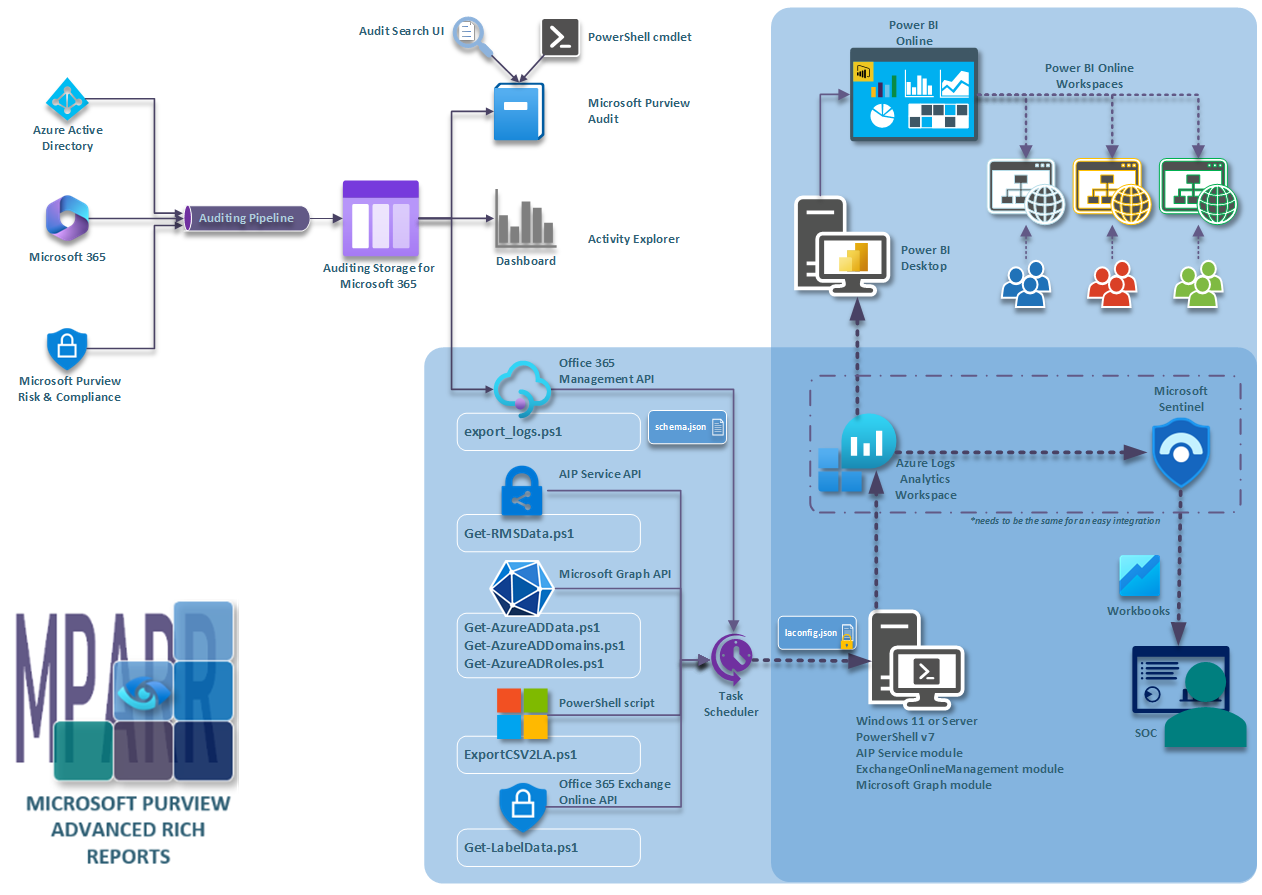 Audit Search UI
PowerShell cmdlet
Microsoft Purview
Audit
Azure Active
Directory
Microsoft 365
Microsoft Purview
Risk & Compliance
Auditing Pipeline
Auditing Storage for
Microsoft 365
Dashboard
Activity Explorer
Power BI
Online
Power BI Online
Workspaces
Power BI
Desktop
Office 365
Management API
export_logs.ps1
schema.json
AIP Service API
Get-RMSData.ps1
Microsoft Graph API
Get-AzureADData.ps1
Get-AzureADDomains.ps1
Get-AzureADRoles.ps1
PowerShell script
ExportCSV2LA.ps1
Office 365 Exchange
Online API
Get-LabelData.ps1
Task
Scheduler
laconfig.json
Windows 11 or Server
PowerShell v7
AIP Service module
ExchangeOnlineManagement module
Microsoft Graph module
Azure Logs
Analytics
Workspace
Microsoft
Sentinel
*needs to be the same for an easy integration
Workbooks
SOC
MPARR
MICROSOFT PURVIEW
ADVANCED RICH
REPORTS